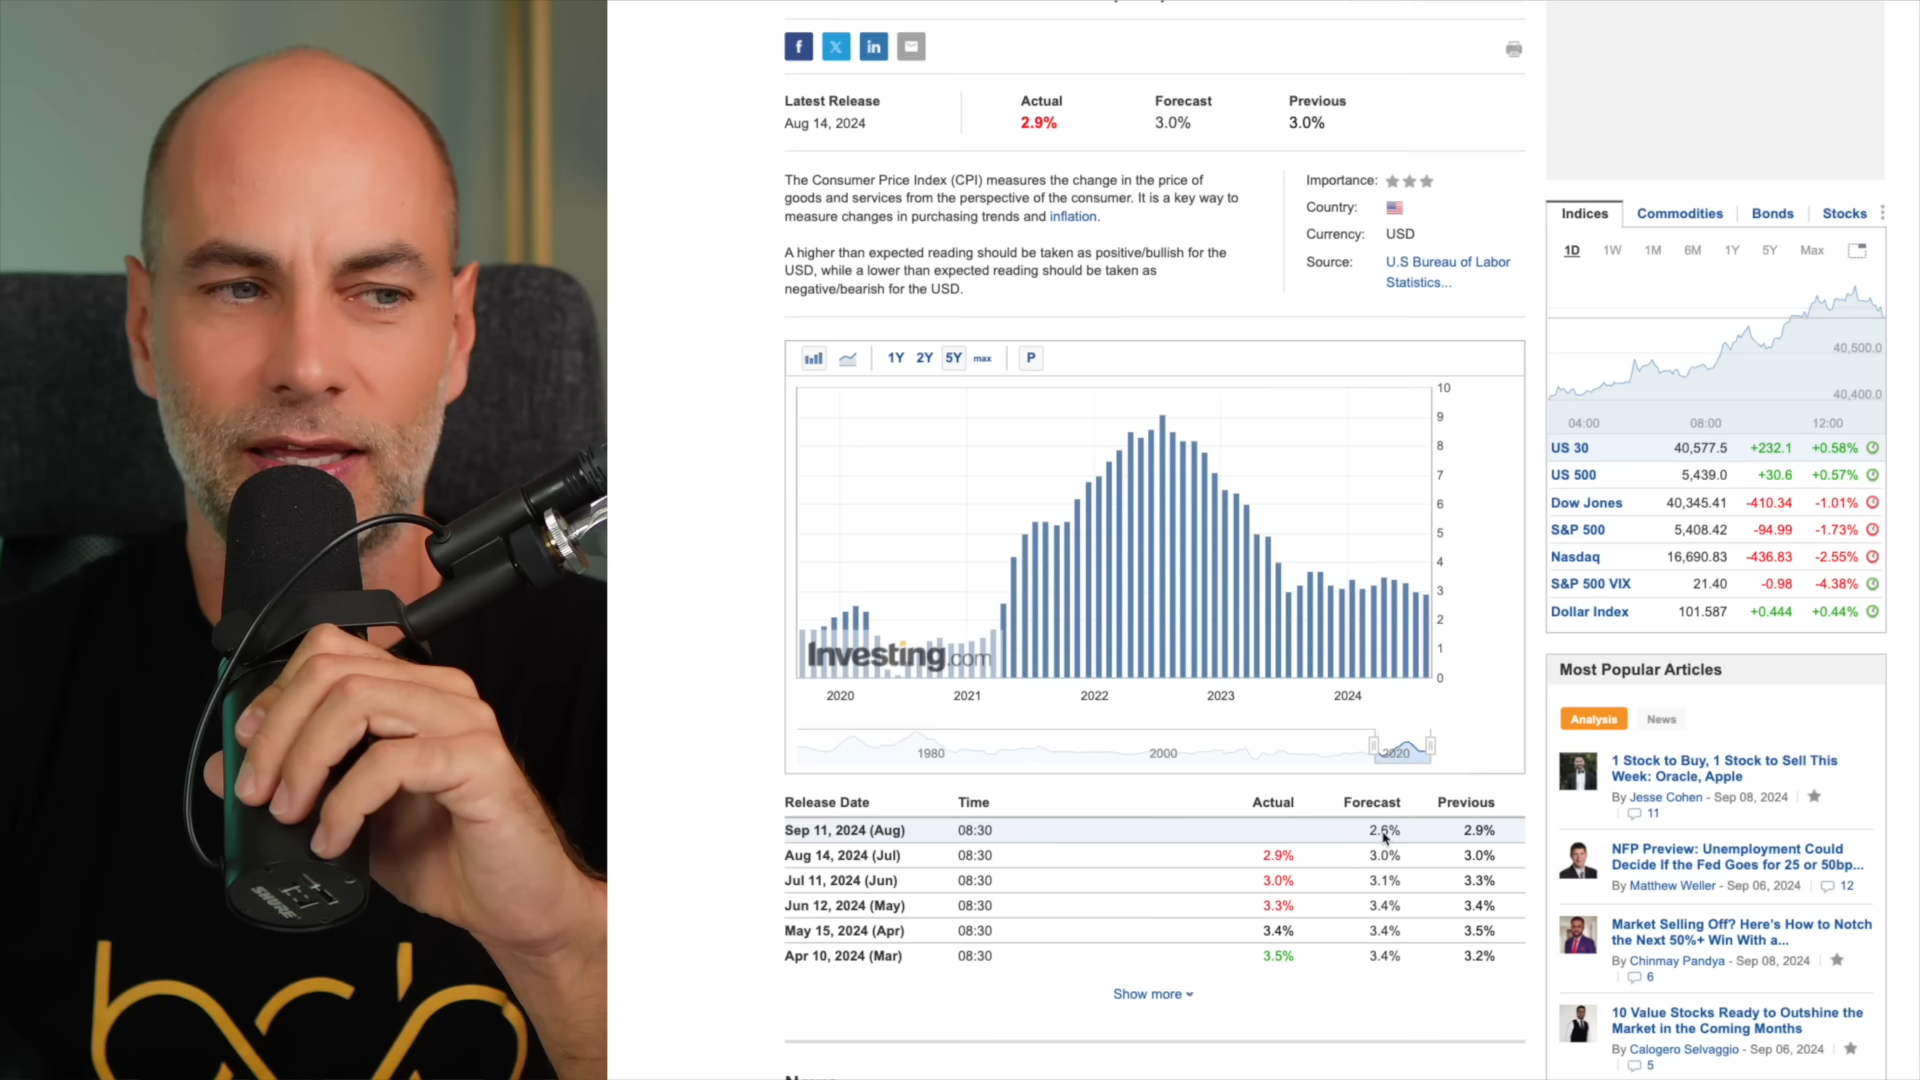 Latest Release Actual Forecast Previous
Aug 14, 2024 2.9% 3.0% 3.0%
The Consumer Price Index (CPI) measures the change in the price of
goods and services from the perspective of the consumer. It is a key way to
measure changes in purchasing trends and inflation.
A higher than expected reading should be taken as positive/bullish for the
USD, while a lower than expected reading should be taken as
negative/bearish for the USD.
Importance:
Country:
Currency: USD
Source: U.S Bureau of Labor
Statistics...
1Y 2Y 5Y max P
10
9
8
7
6
5
4
3
2
1
0
Investing.com
2020 2021 2022 2023 2024
1980 2000 2020
Release Date Time Actual Forecast Previous
Sep 11, 2024 (Aug) 08:30 2.6% 2.9%
Aug 14, 2024 (Jul) 08:30 2.9% 3.0% 3.0%
Jul 11, 2024 (Jun) 08:30 3.0% 3.1% 3.3%
Jun 12, 2024 (May) 08:30 3.3% 3.4% 3.4%
May 15, 2024 (Apr) 08:30 3.4% 3.4% 3.5%
Apr 10, 2024 (Mar) 08:30 3.5% 3.4% 3.2%
Show more
Indices Commodities Bonds Stocks
1D 1W 1M 6M 1Y 5Y Max
40,500.0
40,400.0
04:00 08:00 12:00
US 30 40,577.5 +232.1 +0.58%
US 500 5,439.0 +30.6 +0.57%
Dow Jones 40,345.41 -410.34 -1.01%
S&P 500 5,408.42 -94.99 -1.73%
Nasdaq 16,690.83 -436.83 -2.55%
S&P 500 VIX 21.40 -0.98 -4.38%
Dollar Index 101.587 +0.444 +0.44%
Most Popular Articles
Analysis News
1 Stock to Buy, 1 Stock to Sell This
Week: Oracle, Apple
By Jesse Cohen - Sep 08, 2024
11
NFP Preview: Unemployment Could
Decide If the Fed Goes for 25 or 50bp...
By Matthew Weller - Sep 06, 2024 12
Market Selling Off? Here's How to Notch
the Next 50%+ Win With a...
By Chinmay Pandya - Sep 08, 2024
6
10 Value Stocks Ready to Outshine the
Market in the Coming Months
By Calogero Selvaggio - Sep 06, 2024
5
SHURE